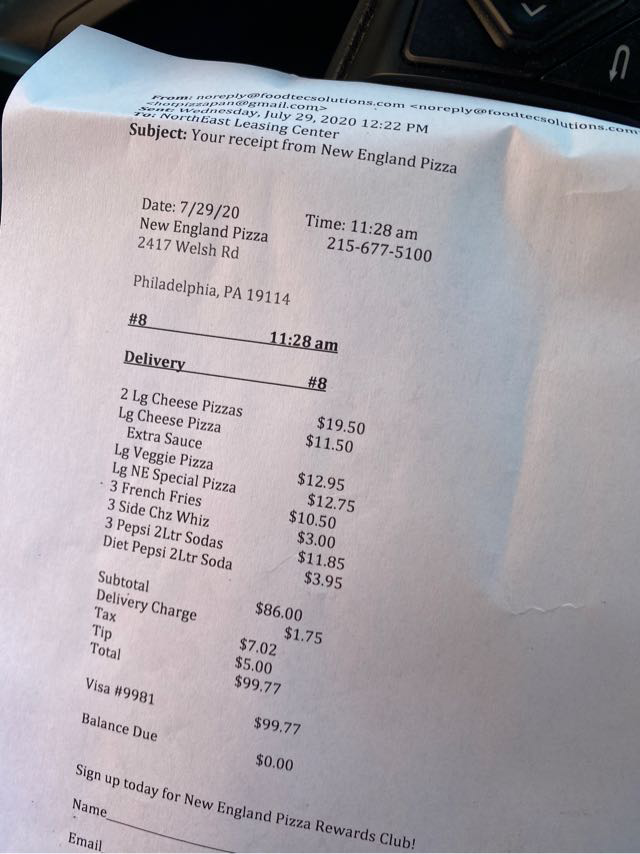 From: noreply@foodtecsolutions.com <noreply@foodtecsolutions.com
<hotpizzapan@gmail.com>
Sent: Wednesday, July 29, 2020 12:22 PM
To: NorthEast Leasing Center
Subject: Your receipt from New England Pizza
Date: 7/29/20 Time: 11:28 am
New England Pizza 215-677-5100
2417 Welsh Rd
Philadelphia, PA 19114
#8 11:28 am
Delivery #8
2 Lg Cheese Pizzas $19.50
Lg Cheese Pizza $11.50
Extra Sauce
Lg Veggie Pizza $12.95
Lg NE Special Pizza $12.75
3 French Fries $10.50
3 Side Chz Whiz $3.00
3 Pepsi 2Ltr Sodas $11.85
Diet Pepsi 2Ltr Soda $3.95
Subtotal $86.00
Delivery Charge $1.75
Tax $7.02
Tip $5.00
Total $99.77
Visa #9981 $99.77
Balance Due $0.00
Sign up today for New England Pizza Rewards Club!
Name
Email